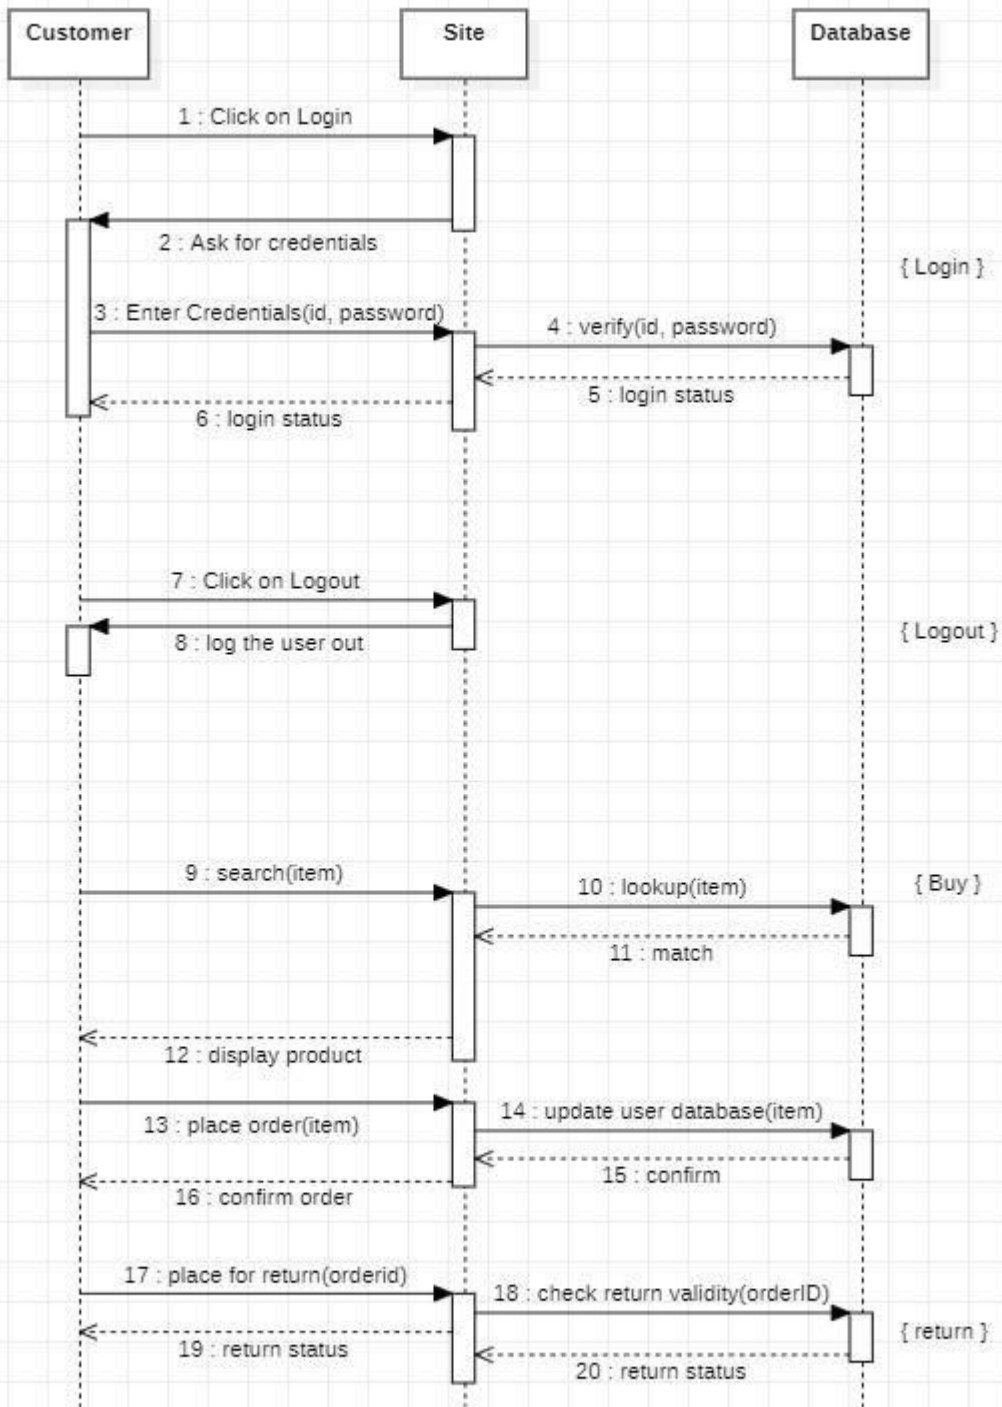 Customer
Site
Database
1 : Click on Login
2 : Ask for credentials
{ Login }
3 : Enter Credentials(id, password)
4 : verify(id, password)
5 : login status
6 : login status
7 : Click on Logout
8 : log the user out
{ Logout }
9 : search(item)
10 : lookup(item)
{ Buy }
11 : match
12 : display product
13 : place order(item)
14 : update user database(item)
15 : confirm
16 : confirm order
17 : place for return(orderid)
18 : check return validity(orderID)
{ return }
19 : return status
20 : return status